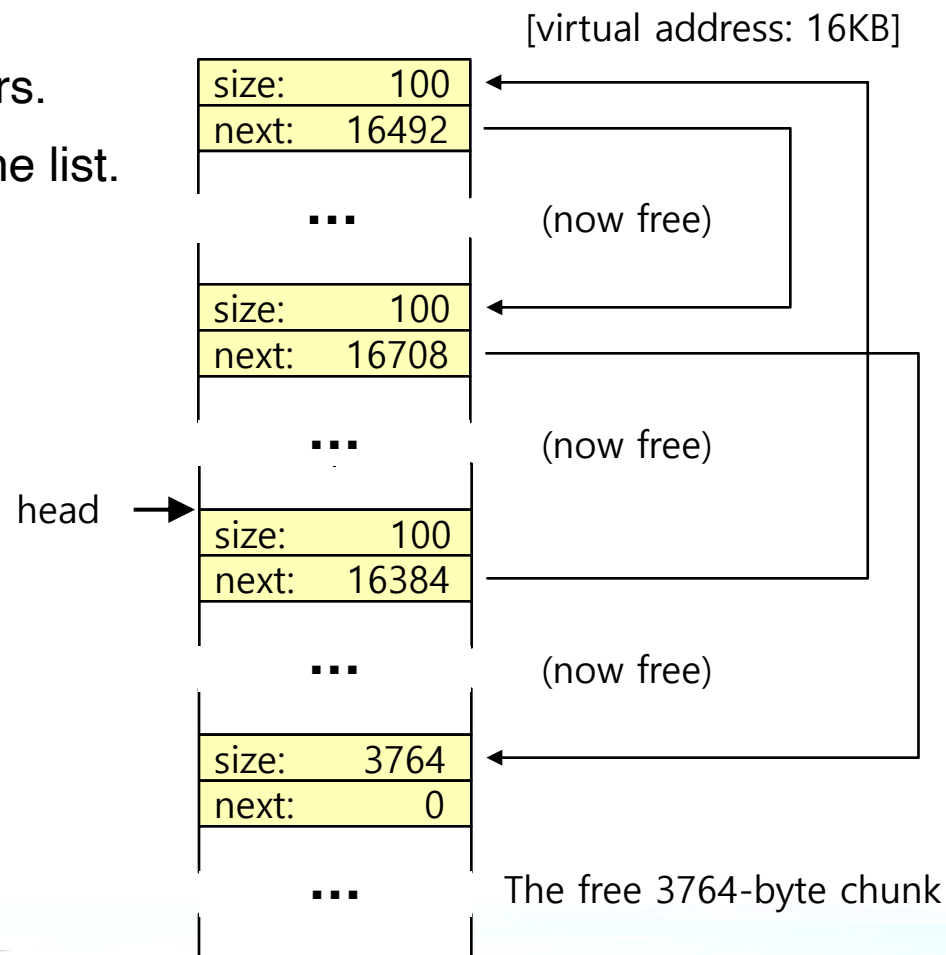 [virtual address: 16KB]
rs.
size: 100
ne list.
next: 16492
... (now free)
size: 100
next: 16708
... (now free)
head
size: 100
next: 16384
... (now free)
size: 3764
next: 0
... The free 3764-byte chunk